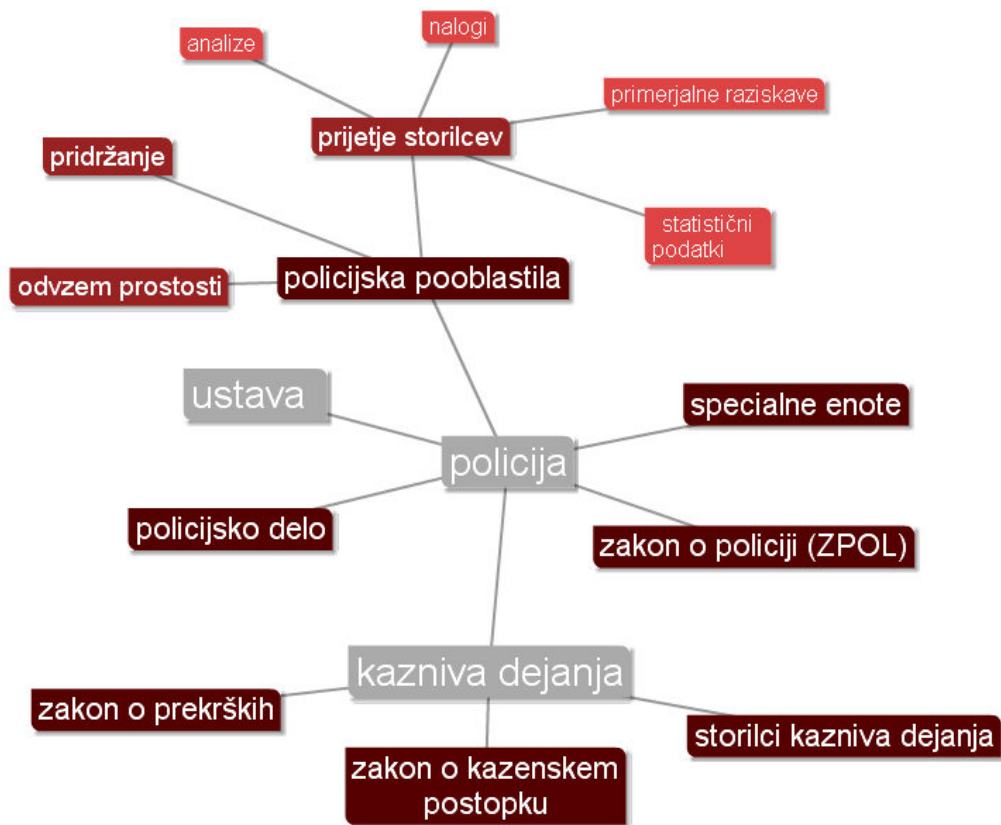 nalogi
analize
primerjalne raziskave
prijetje storilcev
pridržanje
statistični
podatki
policijska pooblastila
odvzem prostosti
ustava
specialne enote
policija
policijsko delo
zakon o policiji (ZPOL)
kazniva dejanja
zakon o prekrških
storilci kazniva dejanja
zakon o kazenskem
postopku